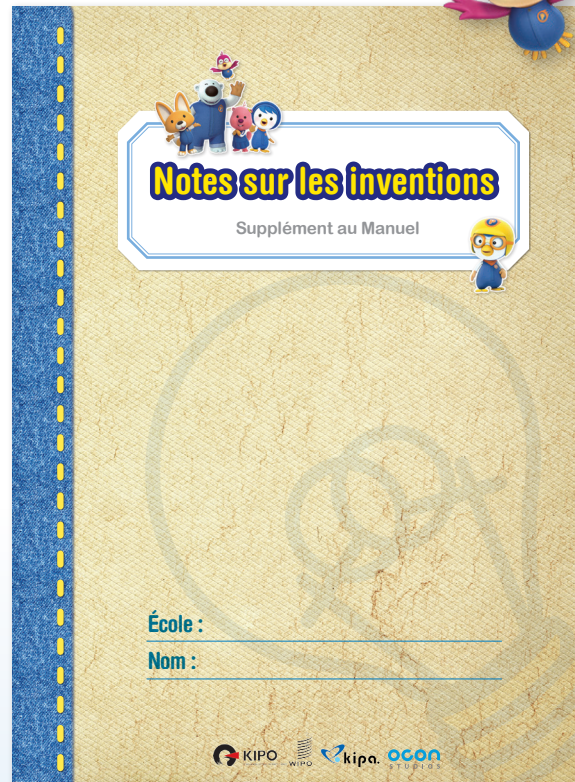 Notes sur les inventions
Supplément au Manuel
École :
Nom :
KIPO WIPO kipa. OCON STUDIOS